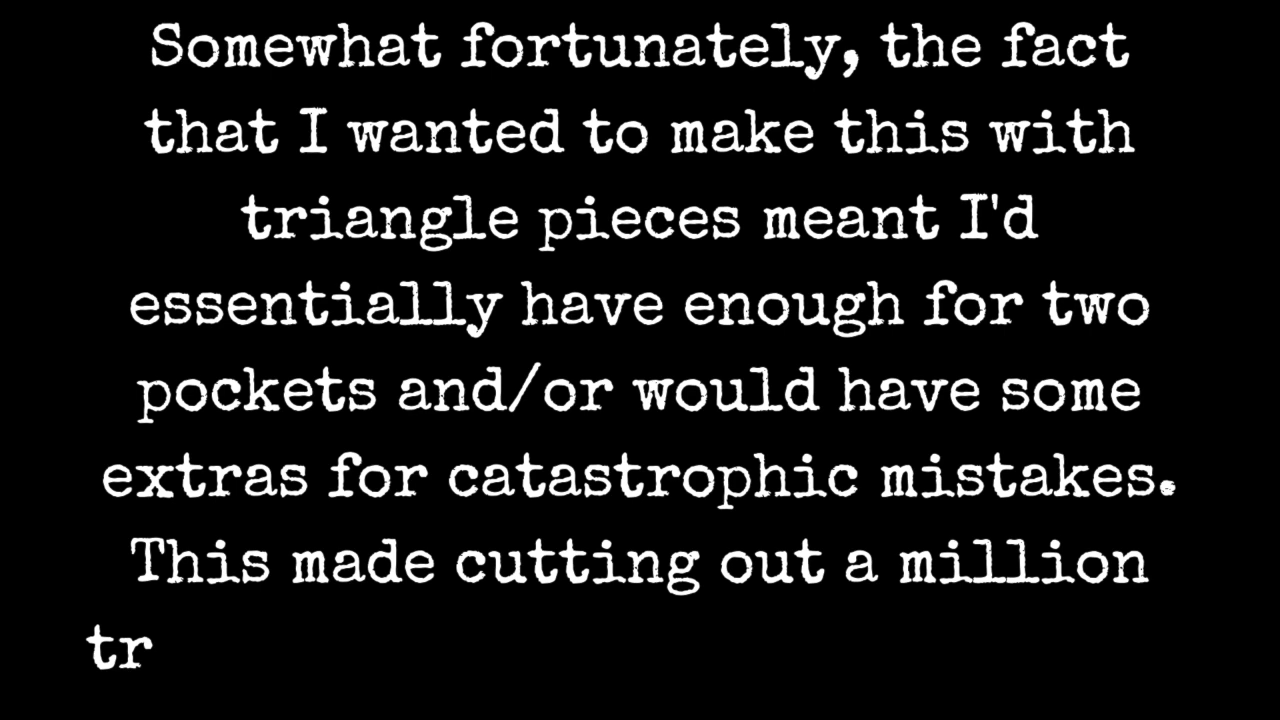 Somewhat fortunately, the fact
that I wanted to make this with
triangle pieces meant I'd
essentially have enough for two
pockets and/or would have some
extras for catastrophic mistakes.
This made cutting out a million
tr